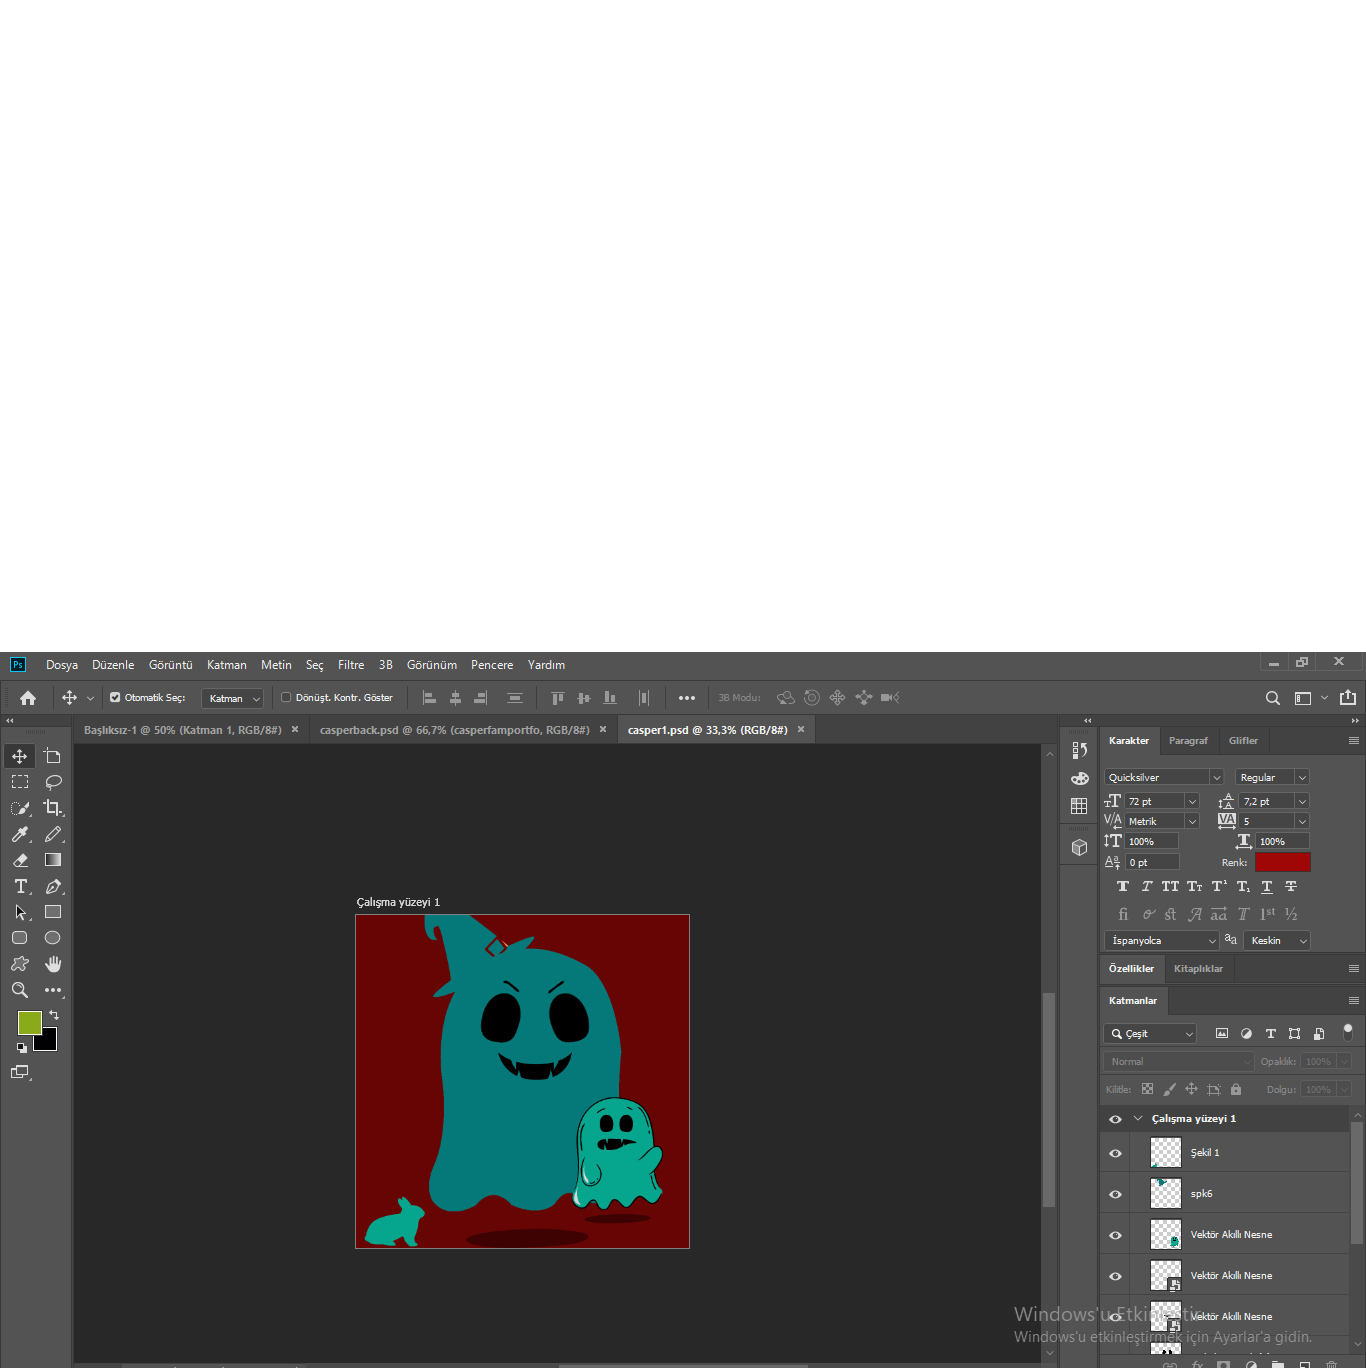 Ps Dosya Düzenle Görüntü Katman Metin Seç Filtre 3B Görünüm Pencere Yardım
Otomatik Seç: Katman Dönüşt. Kontr. Göster 3B Modu:
Başlıksız-1 @ 50% (Katman 1, RGB/8#) casperback.psd @ 66,7% (casperfamportfo, RGB/8#) casper1.psd @ 33,3% (RGB/8#)
Çalışma yüzeyi 1
Karakter Paragraf Glifler
Quicksilver Regular
72 pt 7,2 pt
Metrik 5
100% 100%
0 pt Renk:
İspanyolca Keskin
Özellikler Kitaplıklar
Katmanlar
Çeşit
Normal Opaklık: 100%
Kilitle: Dolgu: 100%
Çalışma yüzeyi 1
Şekil 1
spk6
Vektör Akıllı Nesne
Vektör Akıllı Nesne
Vektör Akıllı Nesne
Windows'u Etkinleştir
Windows'u etkinleştirmek için Ayarlar'a gidin.